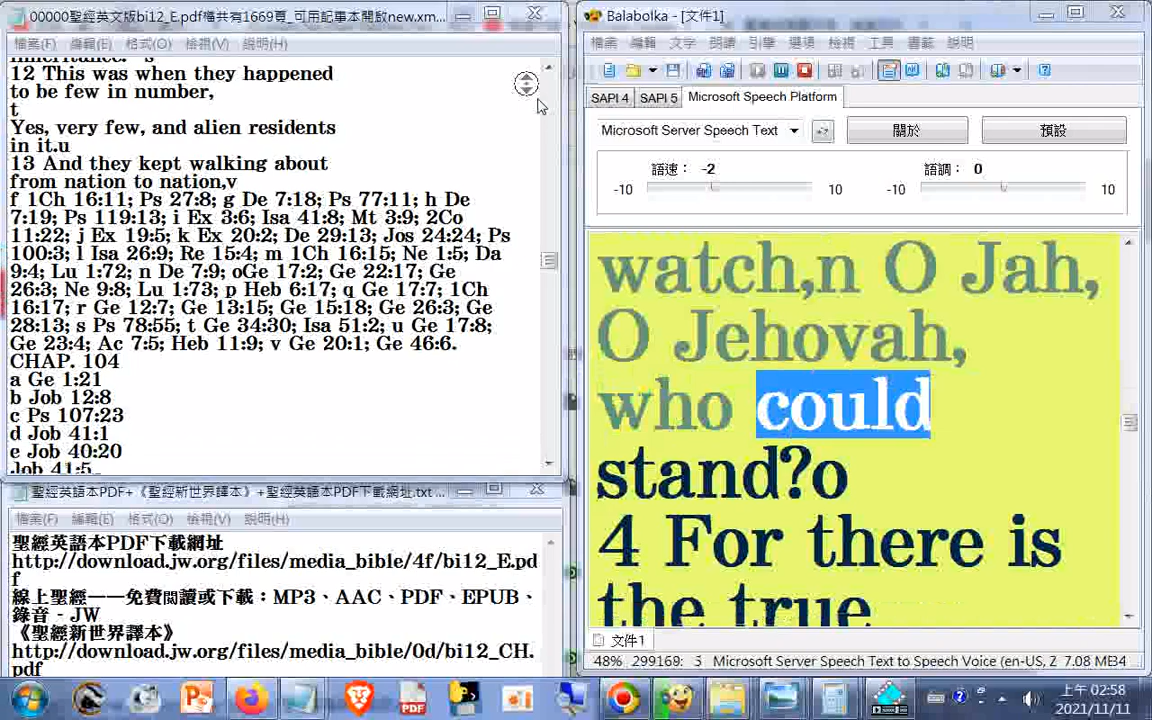 00000聖經英文版bi12_E.pdf檔共有1669頁_可用記事本開啟new.xm...
檔案(F) 編輯(E) 格式(O) 檢視(V) 說明(H)
12 This was when they happened
to be few in number,
t
Yes, very few, and alien residents
in it.u
13 And they kept walking about
from nation to nation,v
f 1Ch 16:11; Ps 27:8; g De 7:18; Ps 77:11; h De
7:19; Ps 119:13; i Ex 3:6; Isa 41:8; Mt 3:9; 2Co
11:22; j Ex 19:5; k Ex 20:2; De 29:13; Jos 24:24; Ps
100:3; l Isa 26:9; Re 15:4; m 1Ch 16:15; Ne 1:5; Da
9:4; Lu 1:72; n De 7:9; oGe 17:2; Ge 22:17; Ge
26:3; Ne 9:8; Lu 1:73; p Heb 6:17; q Ge 17:7; 1Ch
16:17; r Ge 12:7; Ge 13:15; Ge 15:18; Ge 26:3; Ge
28:13; s Ps 78:55; t Ge 34:30; Isa 51:2; u Ge 17:8;
Ge 23:4; Ac 7:5; Heb 11:9; v Ge 20:1; Ge 46:6.
CHAP. 104
a Ge 1:21
b Job 12:8
c Ps 107:23
d Job 41:1
e Job 40:20
Job 41:5
聖經英語本PDF+《聖經新世界譯本》+聖經英語本PDF下載網址.txt ...
檔案(F) 編輯(E) 格式(O) 檢視(V) 說明(H)
聖經英語本PDF下載網址
http://download.jw.org/files/media_bible/4f/bi12_E.pd
f
線上聖經——免費閱讀或下載：MP3、AAC、PDF、EPUB、
錄音 - JW
《聖經新世界譯本》
http://download.jw.org/files/media_bible/0d/bi12_CH.
pdf
Balabolka - [文件1]
檔案 編輯 文字 朗讀 引擎 選項 檢視 工具 書籤 說明
SAPI 4 SAPI 5 Microsoft Speech Platform
Microsoft Server Speech Text 關於 預設
語速： -2 語調： 0
-10 10 -10 10
watch,n O Jah,
O Jehovah,
who could
stand?o
4 For there is
the true
文件1
48% 299169: 3 Microsoft Server Speech Text to Speech Voice (en-US, Z 7.08 MB34
PDF
上午 02:58
2021/11/11